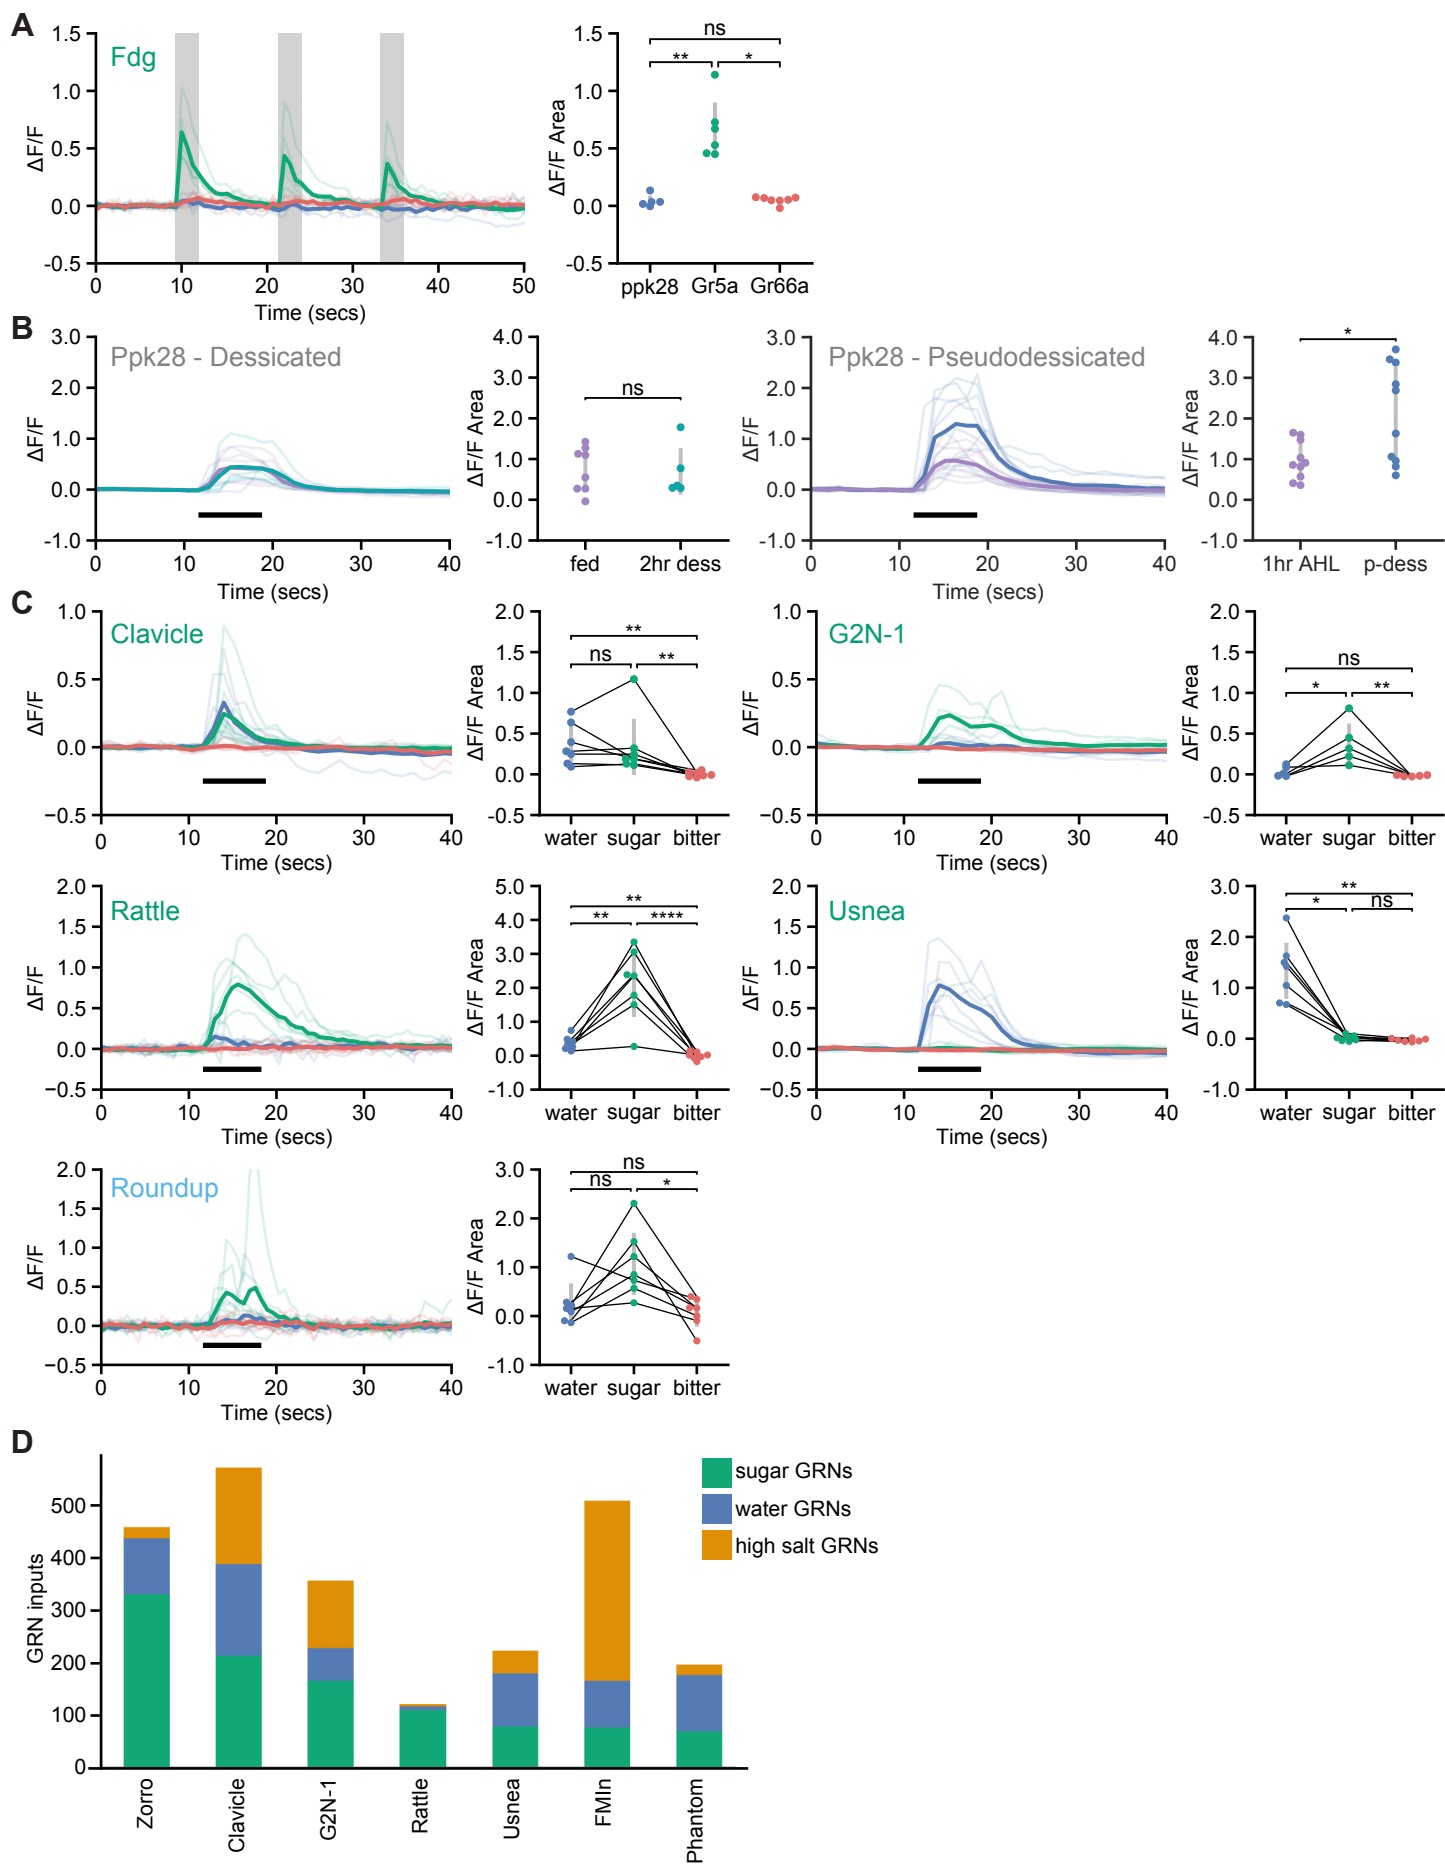 A
Fdg
ΔF/F
1.5
1.0
0.5
0.0
-0.5
0 10 20 30 40 50
Time (secs)
ΔF/F Area
1.5
1.0
0.5
0.0
-0.5
ns
** *
ppk28 Gr5a Gr66a
B
Ppk28 - Dessicated
ΔF/F
3.0
2.0
1.0
0.0
-1.0
0 10 20 30 40
Time (secs)
ΔF/F Area
4.0
3.0
2.0
1.0
0.0
-1.0
ns
fed 2hr dess
Ppk28 - Pseudodessicated
ΔF/F
3.0
2.0
1.0
0.0
-1.0
0 10 20 30 40
Time (secs)
ΔF/F Area
4.0
3.0
2.0
1.0
0.0
-1.0
*
1hr AHL p-dess
C
Clavicle
ΔF/F
1.0
0.5
0.0
−0.5
0 10 20 30 40
Time (secs)
ΔF/F Area
2.0
1.5
1.0
0.5
0.0
-0.5
**
ns **
water sugar bitter
G2N-1
ΔF/F
1.0
0.5
0.0
−0.5
0 10 20 30 40
Time (secs)
ΔF/F Area
2.0
1.5
1.0
0.5
0.0
-0.5
ns
* **
water sugar bitter
Rattle
ΔF/F
2.0
1.5
1.0
0.5
0.0
−0.5
0 10 20 30 40
Time (secs)
ΔF/F Area
5.0
4.0
3.0
2.0
1.0
0.0
-1.0
**
** ****
water sugar bitter
Usnea
ΔF/F
2.0
1.5
1.0
0.5
0.0
−0.5
0 10 20 30 40
Time (secs)
ΔF/F Area
3.0
2.0
1.0
0.0
-1.0
**
* ns
water sugar bitter
Roundup
ΔF/F
2.0
1.5
1.0
0.5
0.0
−0.5
0 10 20 30 40
Time (secs)
ΔF/F Area
3.0
2.0
1.0
0.0
-1.0
ns
ns *
water sugar bitter
D
GRN inputs
500
400
300
200
100
0
Zorro
Clavicle
G2N-1
Rattle
Usnea
FMIn
Phantom
sugar GRNs
water GRNs
high salt GRNs